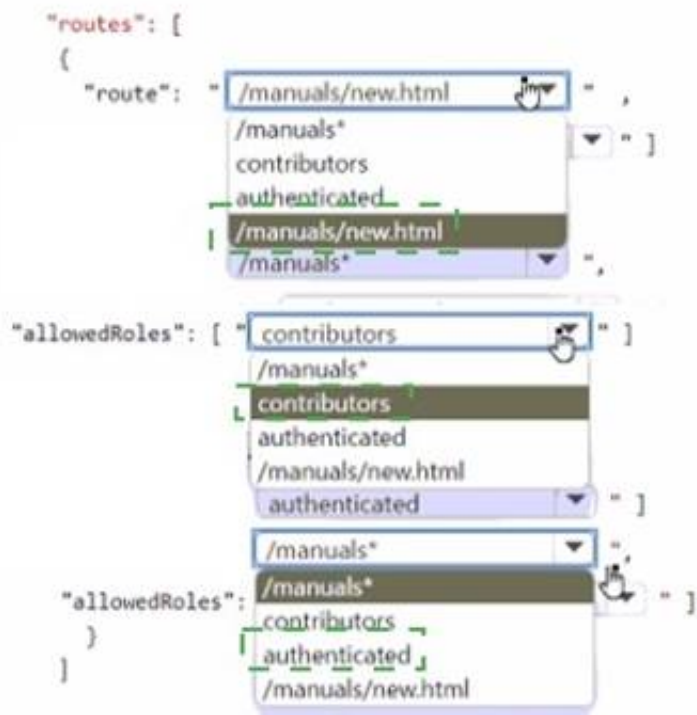 "routes": [
{
"route": " /manuals/new.html " ,
/manuals*
" ]
contributors
authenticated
/manuals/new.html
/manuals* ",
"allowedRoles": [ " contributors " ]
/manuals*
contributors
authenticated
/manuals/new.html
authenticated " ]
/manuals* ",
/manuals*
"allowedRoles": " ]
contributors
}
authenticated
]
/manuals/new.html